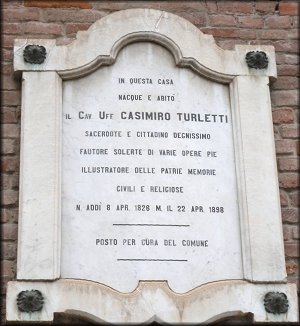 IN QUESTA CASA
NACQUE E ABITÒ
IL CAV. UFF CASIMIRO TURLETTI
SACERDOTE E CITTADINO DEGNISSIMO
FAUTORE SOLERTE DI VARIE OPERE PIE
ILLUSTRATORE DELLE PATRIE MEMORIE
CIVILI E RELIGIOSE
N. ADDÌ 8 APR. 1826 M. IL 22 APR. 1898
POSTO PER CURA DEL COMUNE